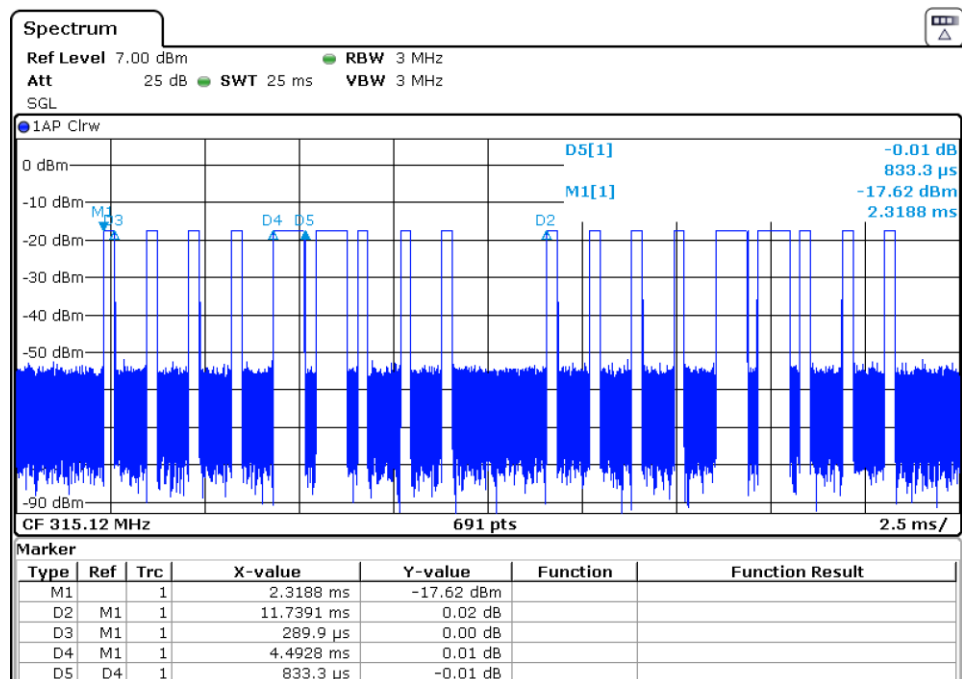 Spectrum
Ref Level 7.00 dBm RBW 3 MHz
Att 25 dB SWT 25 ms VBW 3 MHz
SGL
1AP Clrw
D5[1] -0.01 dB
833.3 µs
M1[1] -17.62 dBm
2.3188 ms
0 dBm
-10 dBm
M1 D3 D4 D5 D2
-20 dBm
-30 dBm
-40 dBm
-50 dBm
-90 dBm
CF 315.12 MHz 691 pts 2.5 ms/
Marker
Type Ref Trc X-value Y-value Function Function Result
M1 1 2.3188 ms -17.62 dBm
D2 M1 1 11.7391 ms 0.02 dB
D3 M1 1 289.9 µs 0.00 dB
D4 M1 1 4.4928 ms 0.01 dB
D5 D4 1 833.3 µs -0.01 dB